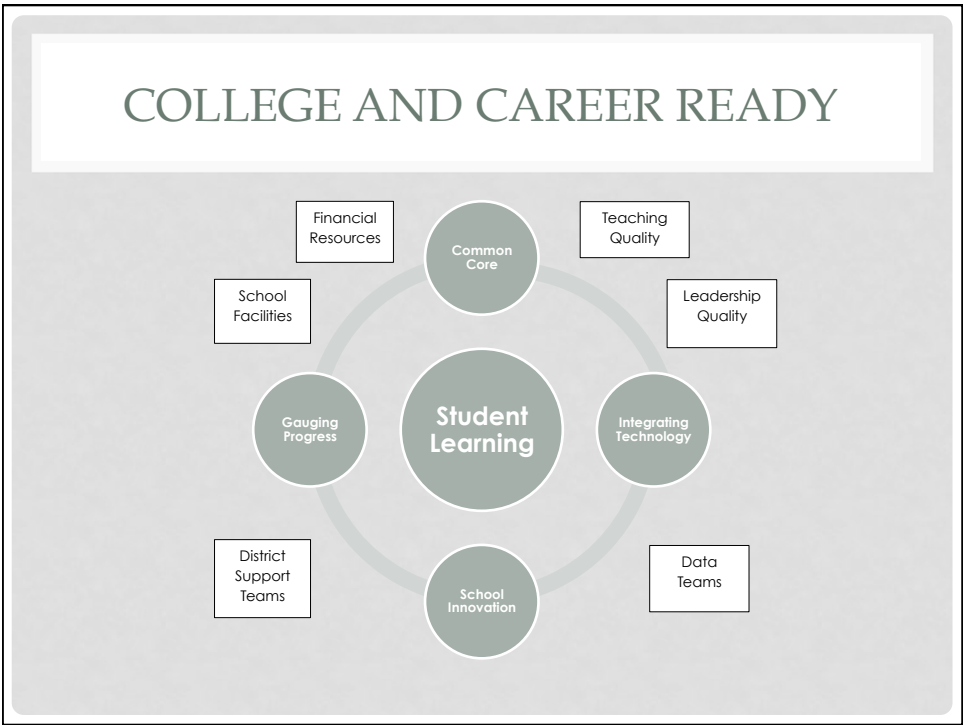 COLLEGE AND CAREER READY
Financial
Resources
Common
Core
Teaching
Quality
School
Facilities
Leadership
Quality
Gauging
Progress
Student
Learning
Integrating
Technology
District
Support
Teams
School
Innovation
Data
Teams